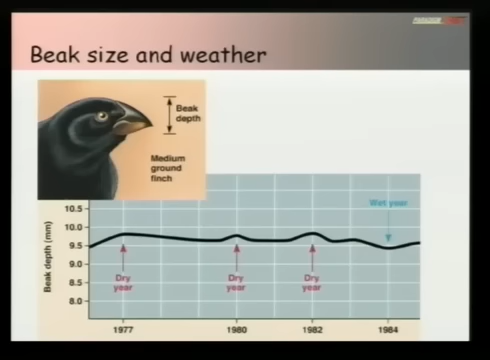 Beak size and weather
Beak
depth
Medium
ground
finch
Beak depth (mm)
10.5
10.0
9.5
9.0
8.5
8.0
Wet year
Dry
year
Dry
year
Dry
year
1977
1980
1982
1984